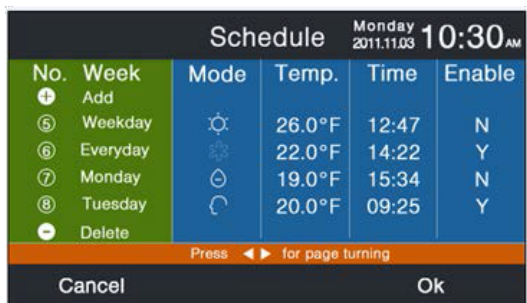 Schedule Monday 2011.11.03 10:30 AM
No. Week Mode Temp. Time Enable
Add
⑤ Weekday 26.0°F 12:47 N
⑥ Everyday 22.0°F 14:22 Y
⑦ Monday 19.0°F 15:34 N
⑧ Tuesday 20.0°F 09:25 Y
Delete
Press ◀ ▶ for page turning
Cancel Ok